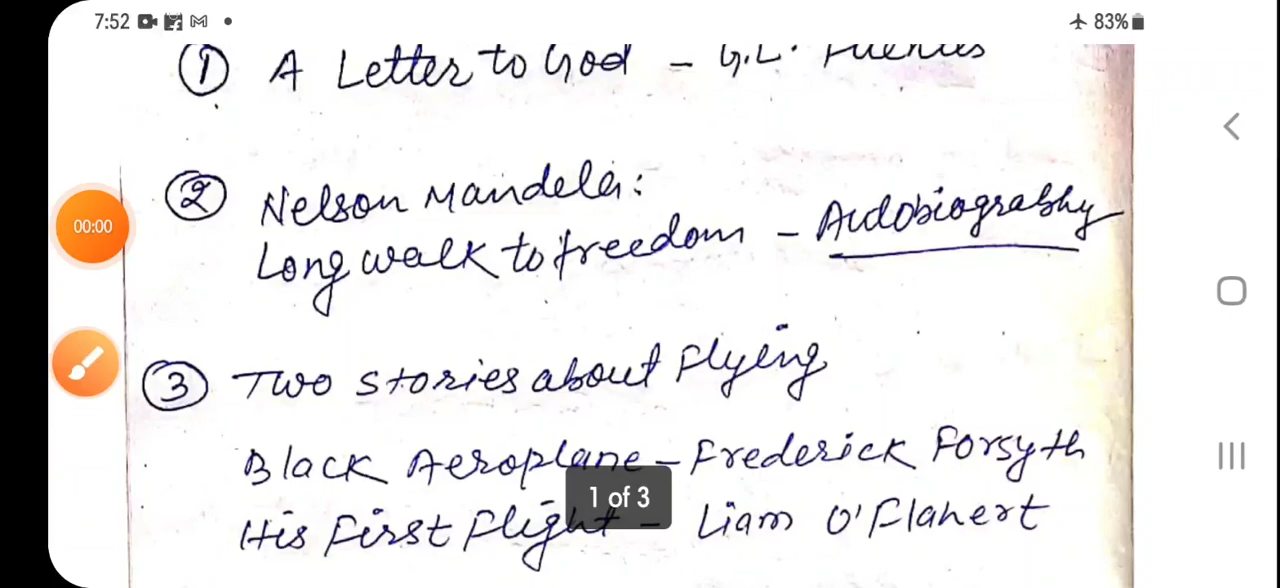 7:52
83%
① A Letter to God - G.L. Fuentes
② Nelson Mandela:
Long walk to freedom - Autobiography
00:00
③ Two stories about Flying
Black Aeroplane - Frederick Forsyth
1 of 3
His First Flight - Liam O'Flahert